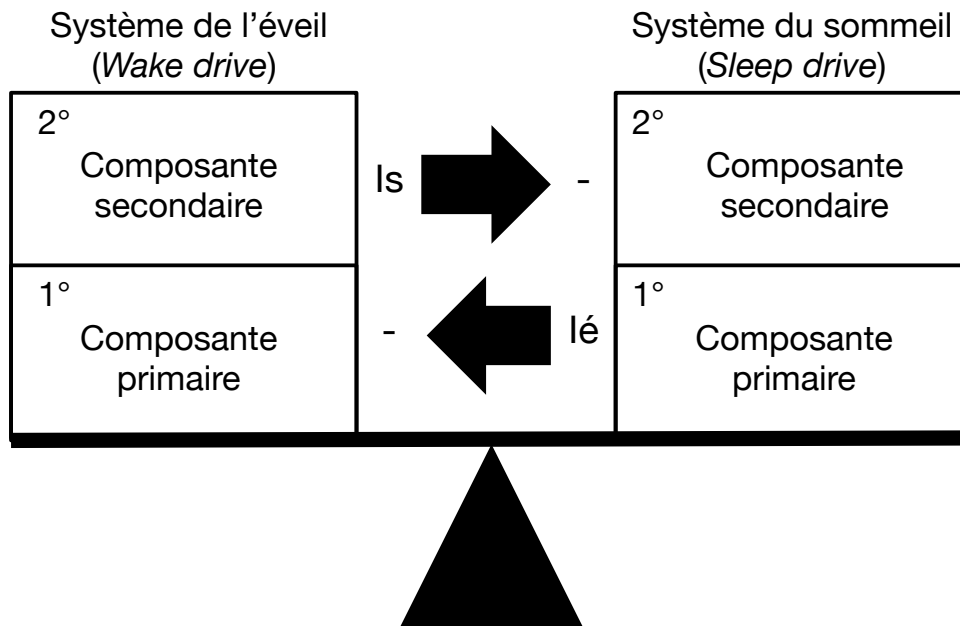 Système de l'éveil
(Wake drive)
Système du sommeil
(Sleep drive)
2°
Composante
secondaire
Is
-
2°
Composante
secondaire
1°
Composante
primaire
-
Ié
1°
Composante
primaire